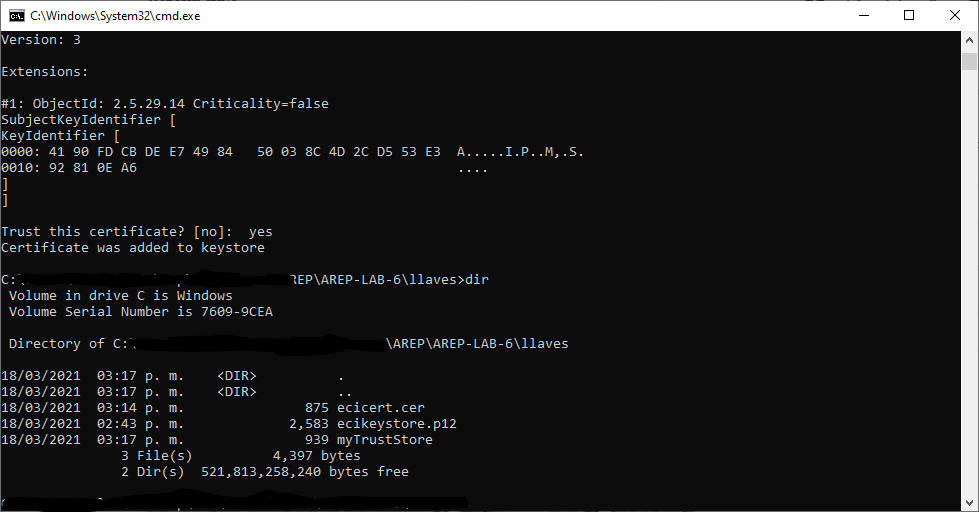 C:\Windows\System32\cmd.exe
Version: 3
Extensions:
#1: ObjectId: 2.5.29.14 Criticality=false
SubjectKeyIdentifier [
KeyIdentifier [
0000: 41 90 FD CB DE E7 49 84   50 03 8C 4D 2C D5 53 E3  A.....I.P..M,.S.
0010: 92 81 0E A6                                        ....
]
]
Trust this certificate? [no]:  yes
Certificate was added to keystore
C:\ REP\AREP-LAB-6\llaves>dir
 Volume in drive C is Windows
 Volume Serial Number is 7609-9CEA
 Directory of C:\ \AREP\AREP-LAB-6\llaves
18/03/2021  03:17 p. m.    <DIR>          .
18/03/2021  03:17 p. m.    <DIR>          ..
18/03/2021  03:14 p. m.               875 ecicert.cer
18/03/2021  02:43 p. m.             2,583 ecikeystore.p12
18/03/2021  03:17 p. m.               939 myTrustStore
               3 File(s)          4,397 bytes
               2 Dir(s)  521,813,258,240 bytes free